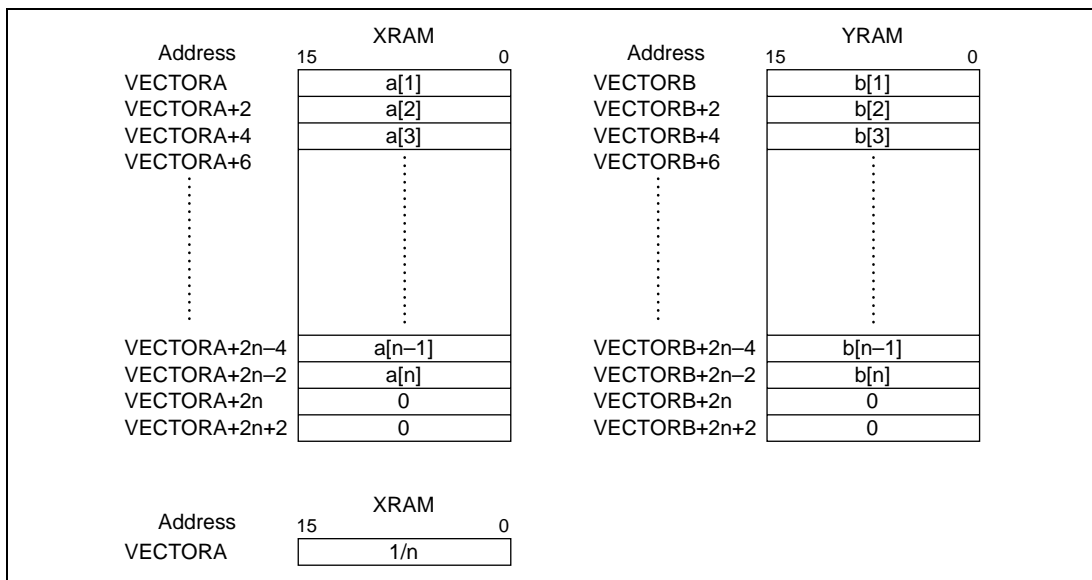 XRAM YRAM
Address 15 0 Address 15 0
VECTORA a[1] VECTORB b[1]
VECTORA+2 a[2] VECTORB+2 b[2]
VECTORA+4 a[3] VECTORB+4 b[3]
VECTORA+6 VECTORB+6
VECTORA+2n–4 a[n–1] VECTORB+2n–4 b[n–1]
VECTORA+2n–2 a[n] VECTORB+2n–2 b[n]
VECTORA+2n 0 VECTORB+2n 0
VECTORA+2n+2 0 VECTORB+2n+2 0
XRAM
Address 15 0
VECTORA 1/n